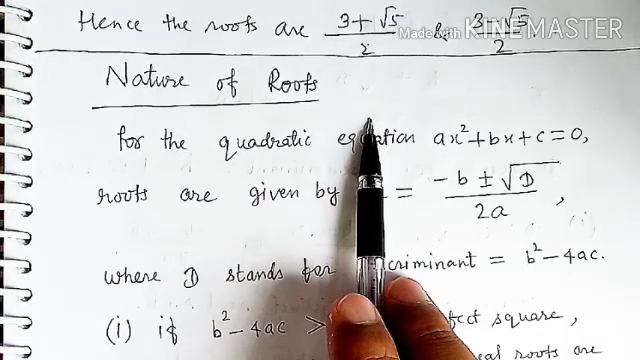 Hence the roots are (3+√5)/2 & (3-√5)/2
Made with KINEMASTER
Nature of Roots
for the quadratic equation ax²+bx+c=0,
roots are given by = (-b ± √D)/2a,
where D stands for criminant = b²-4ac.
(i) if b²-4ac > fect square,
real roots are